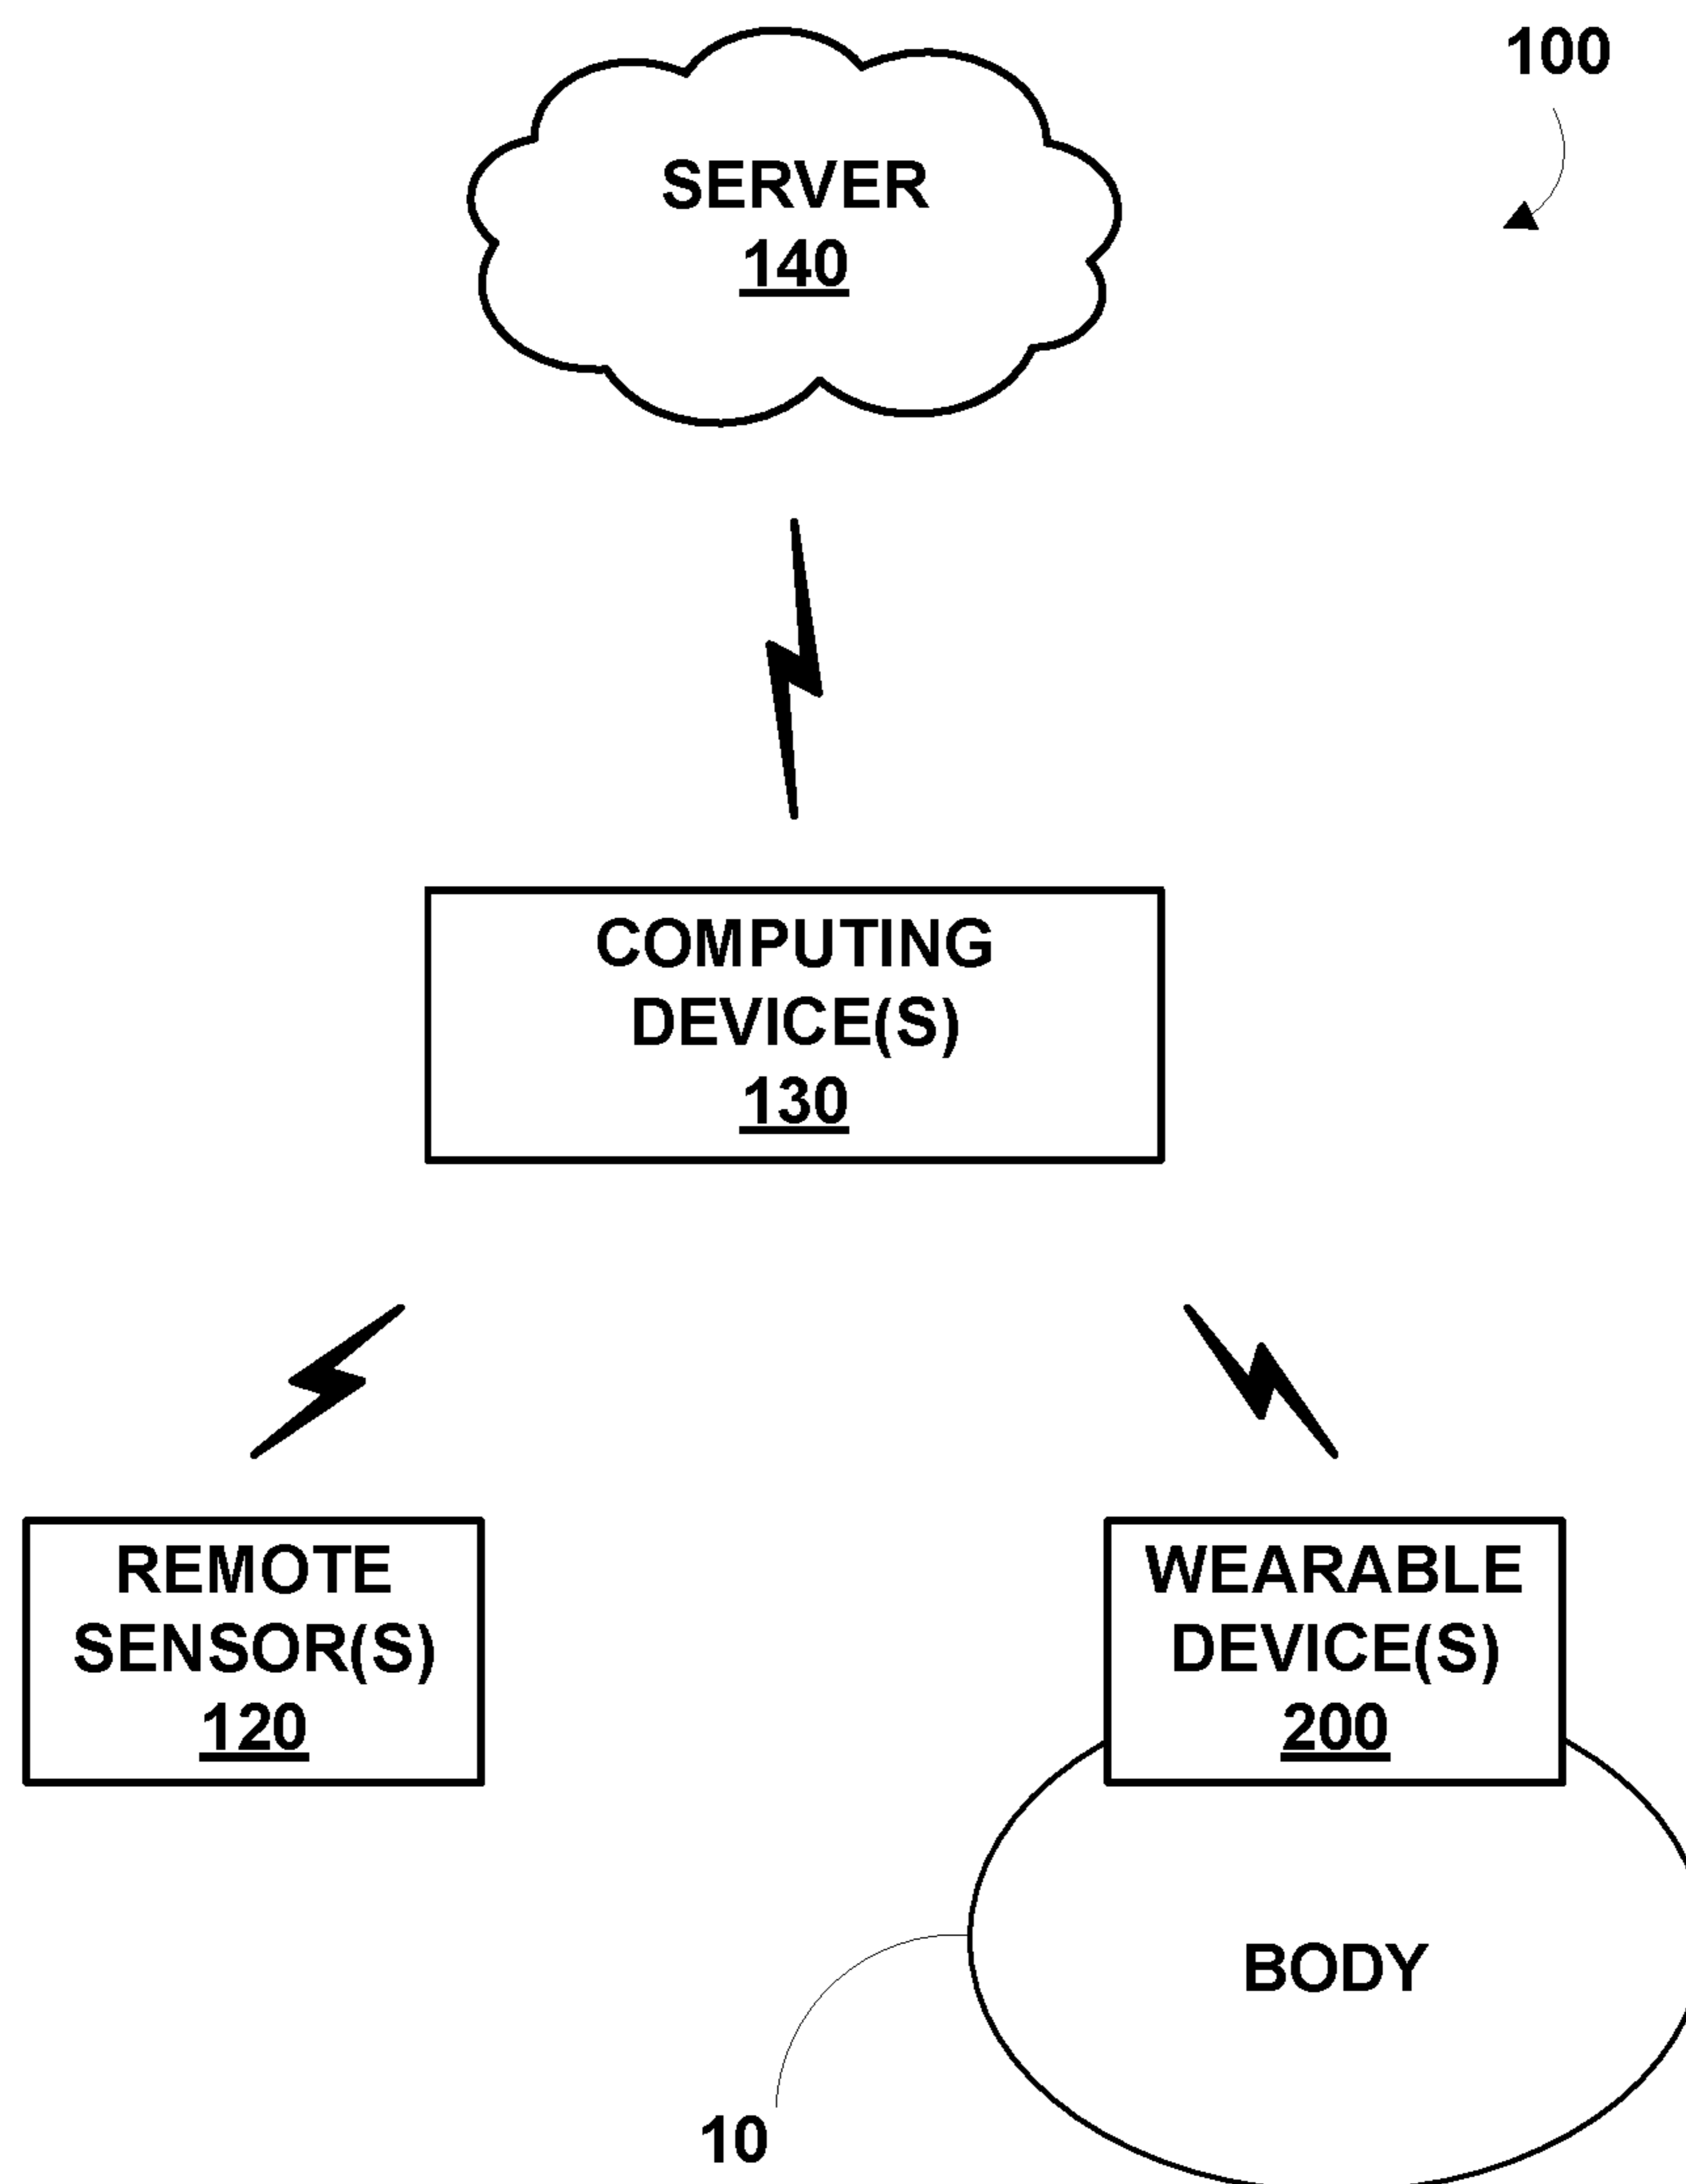 100
SERVER
140
COMPUTING
DEVICE(S)
130
REMOTE
SENSOR(S)
120
WEARABLE
DEVICE(S)
200
BODY
10